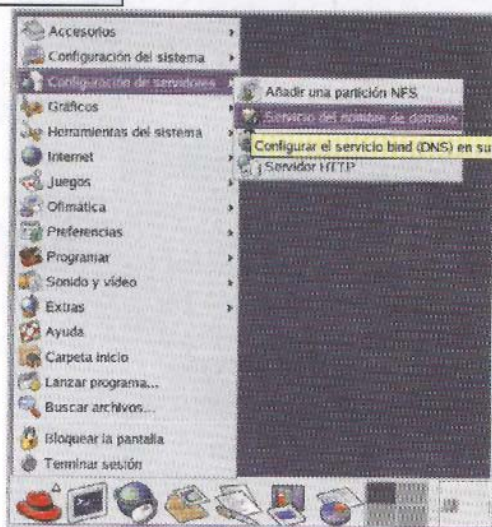 Accesorios
Configuración del sistema
Configuración de servidores
Gráficos
Herramientas del sistema
Internet
Juegos
Ofimática
Preferencias
Programar
Sonido y vídeo
Extras
Ayuda
Carpeta inicio
Lanzar programa...
Buscar archivos...
Bloquear la pantalla
Terminar sesión
Añadir una partición NFS
Servicio del nombre de dominio
Configurar el servicio bind (DNS) en su
Servidor HTTP